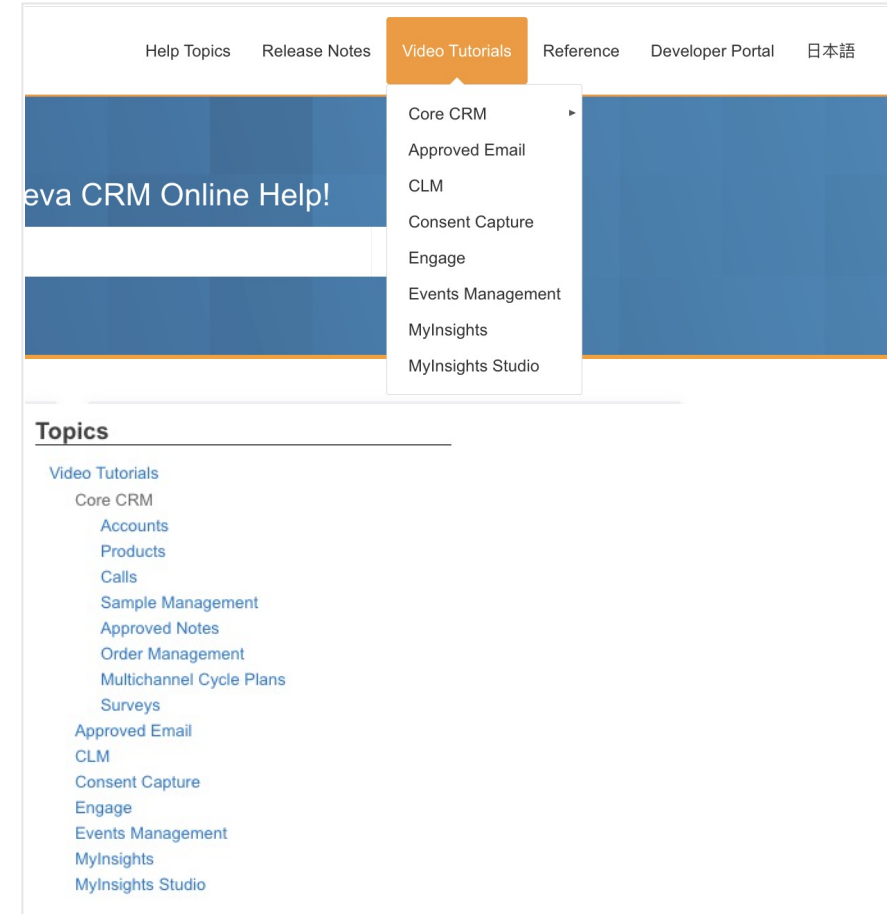 Help Topics Release Notes Video Tutorials Reference Developer Portal 日本語
Core CRM
Approved Email
CLM
Consent Capture
Engage
Events Management
MyInsights
MyInsights Studio
eva CRM Online Help!
Topics
Video Tutorials
Core CRM
Accounts
Products
Calls
Sample Management
Approved Notes
Order Management
Multichannel Cycle Plans
Surveys
Approved Email
CLM
Consent Capture
Engage
Events Management
MyInsights
MyInsights Studio